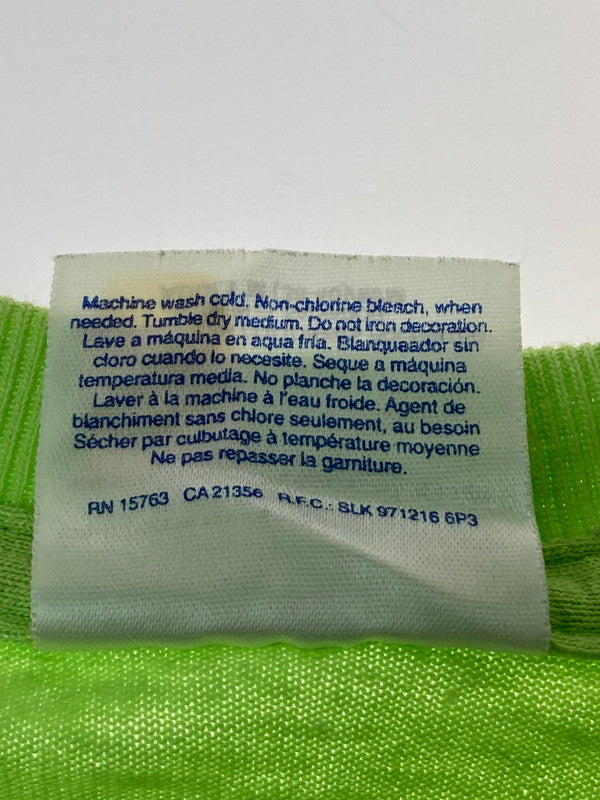 Machine wash cold. Non-chlorine bleach, when
needed. Tumble dry medium. Do not iron decoration.
Lave a máquina en aqua fria. Blanqueador sin
cloro cuando lo necesite. Seque a máquina
temperatura media. No planche la decoración.
Laver à la machine à l'eau froide. Agent de
blanchiment sans chlore seulement, au besoin
Sécher par culbutage à température moyenne
Ne pas repasser la garniture.
RN 15763 CA 21356 R.F.C.: SLK 971216 6P3